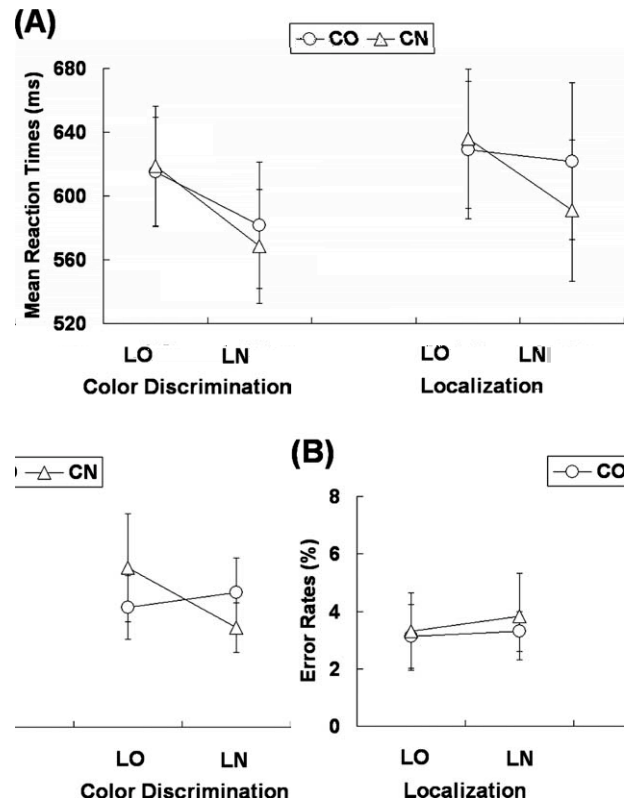 (A)
CO CN
Mean Reaction Times (ms)
680
640
600
560
520
LO LN LO LN
Color Discrimination Localization
(B)
CN CO
Error Rates (%)
8
6
4
2
0
LO LN LO LN
Color Discrimination Localization